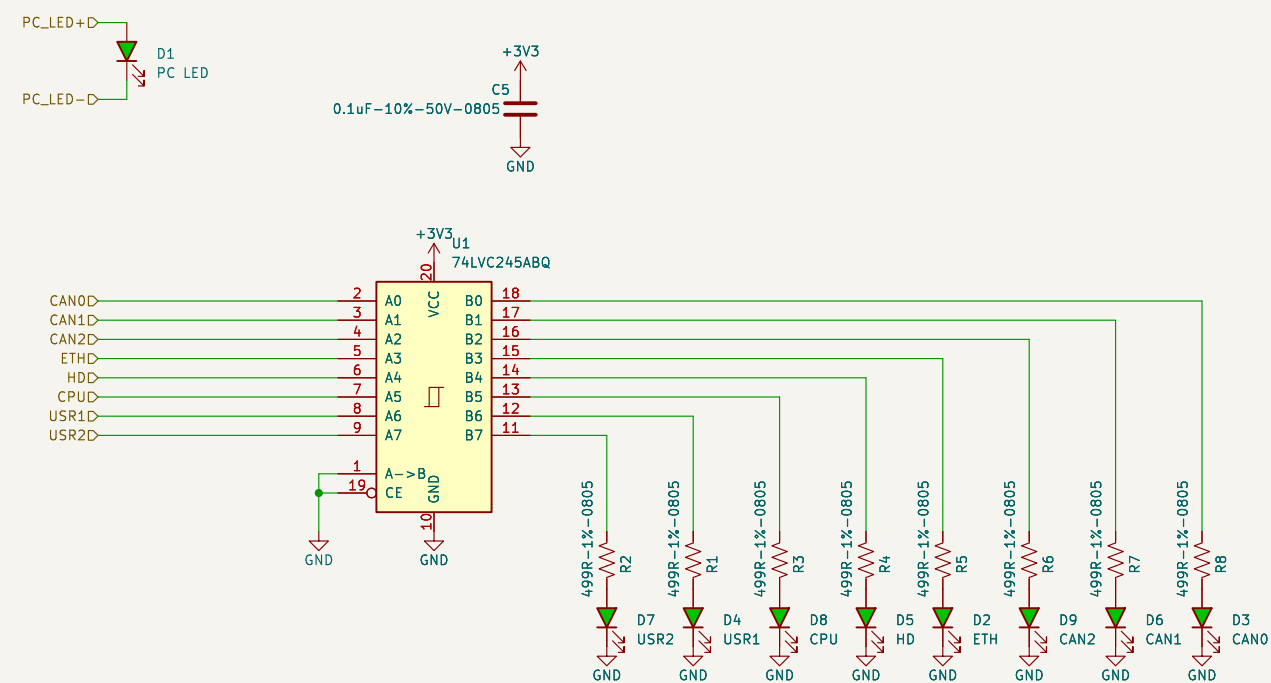 PC_LED+
D1
PC LED
PC_LED-
+3V3
C5
0.1uF-10%-50V-0805
GND
+3V3
U1
74LVC245ABQ
20
VCC
CAN0 2 A0 B0 18
CAN1 3 A1 B1 17
CAN2 4 A2 B2 16
ETH 5 A3 B3 15
HD 6 A4 B4 14
CPU 7 A5 B5 13
USR1 8 A6 B6 12
USR2 9 A7 B7 11
1 A->B
19 CE
GND
10
GND
GND
499R-1%-0805
R2
499R-1%-0805
R1
499R-1%-0805
R3
499R-1%-0805
R4
499R-1%-0805
R5
499R-1%-0805
R6
499R-1%-0805
R7
499R-1%-0805
R8
D7
USR2
D4
USR1
D8
CPU
D5
HD
D2
ETH
D9
CAN2
D6
CAN1
D3
CAN0
GND
GND
GND
GND
GND
GND
GND
GND